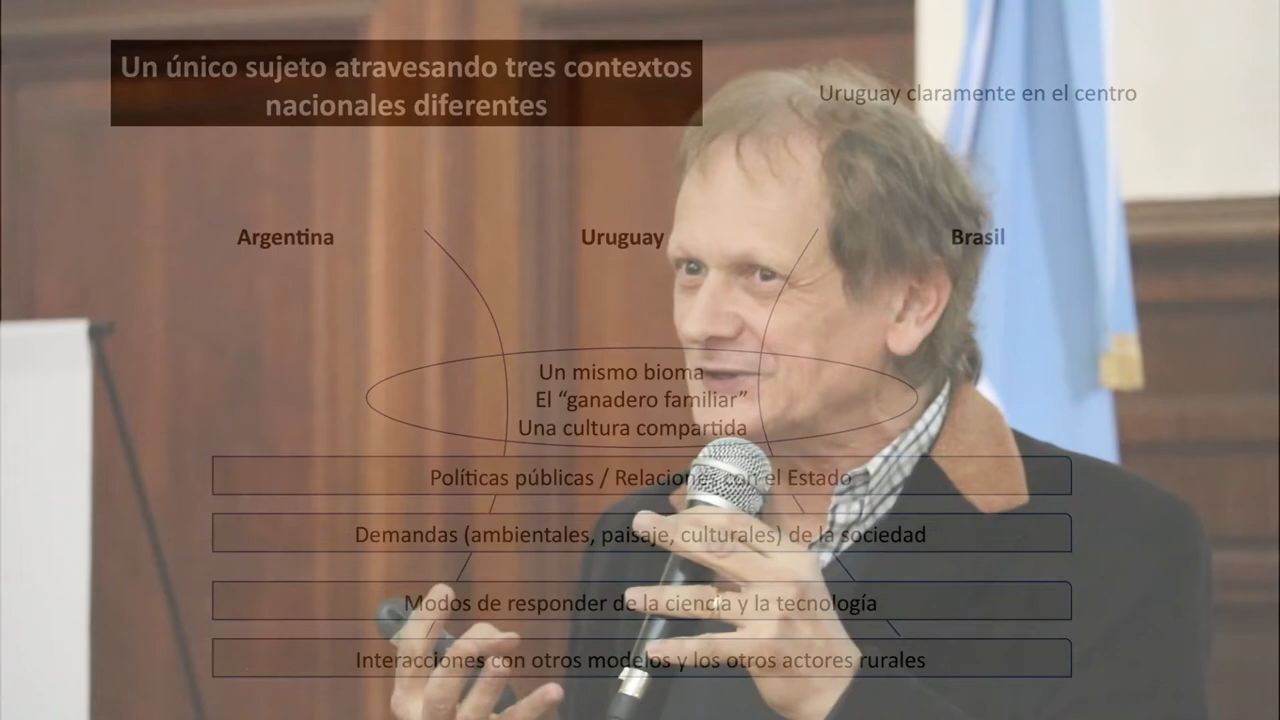 Un único sujeto atravesando tres contextos
nacionales diferentes
Uruguay claramente en el centro
Argentina
Uruguay
Brasil
Un mismo bioma
El “ganadero familiar”
Una cultura compartida
Políticas públicas / Relaciones con el Estado
Demandas (ambientales, paisaje, culturales) de la sociedad
Modos de responder de la ciencia y la tecnología
Interacciones con otros modelos y los otros actores rurales